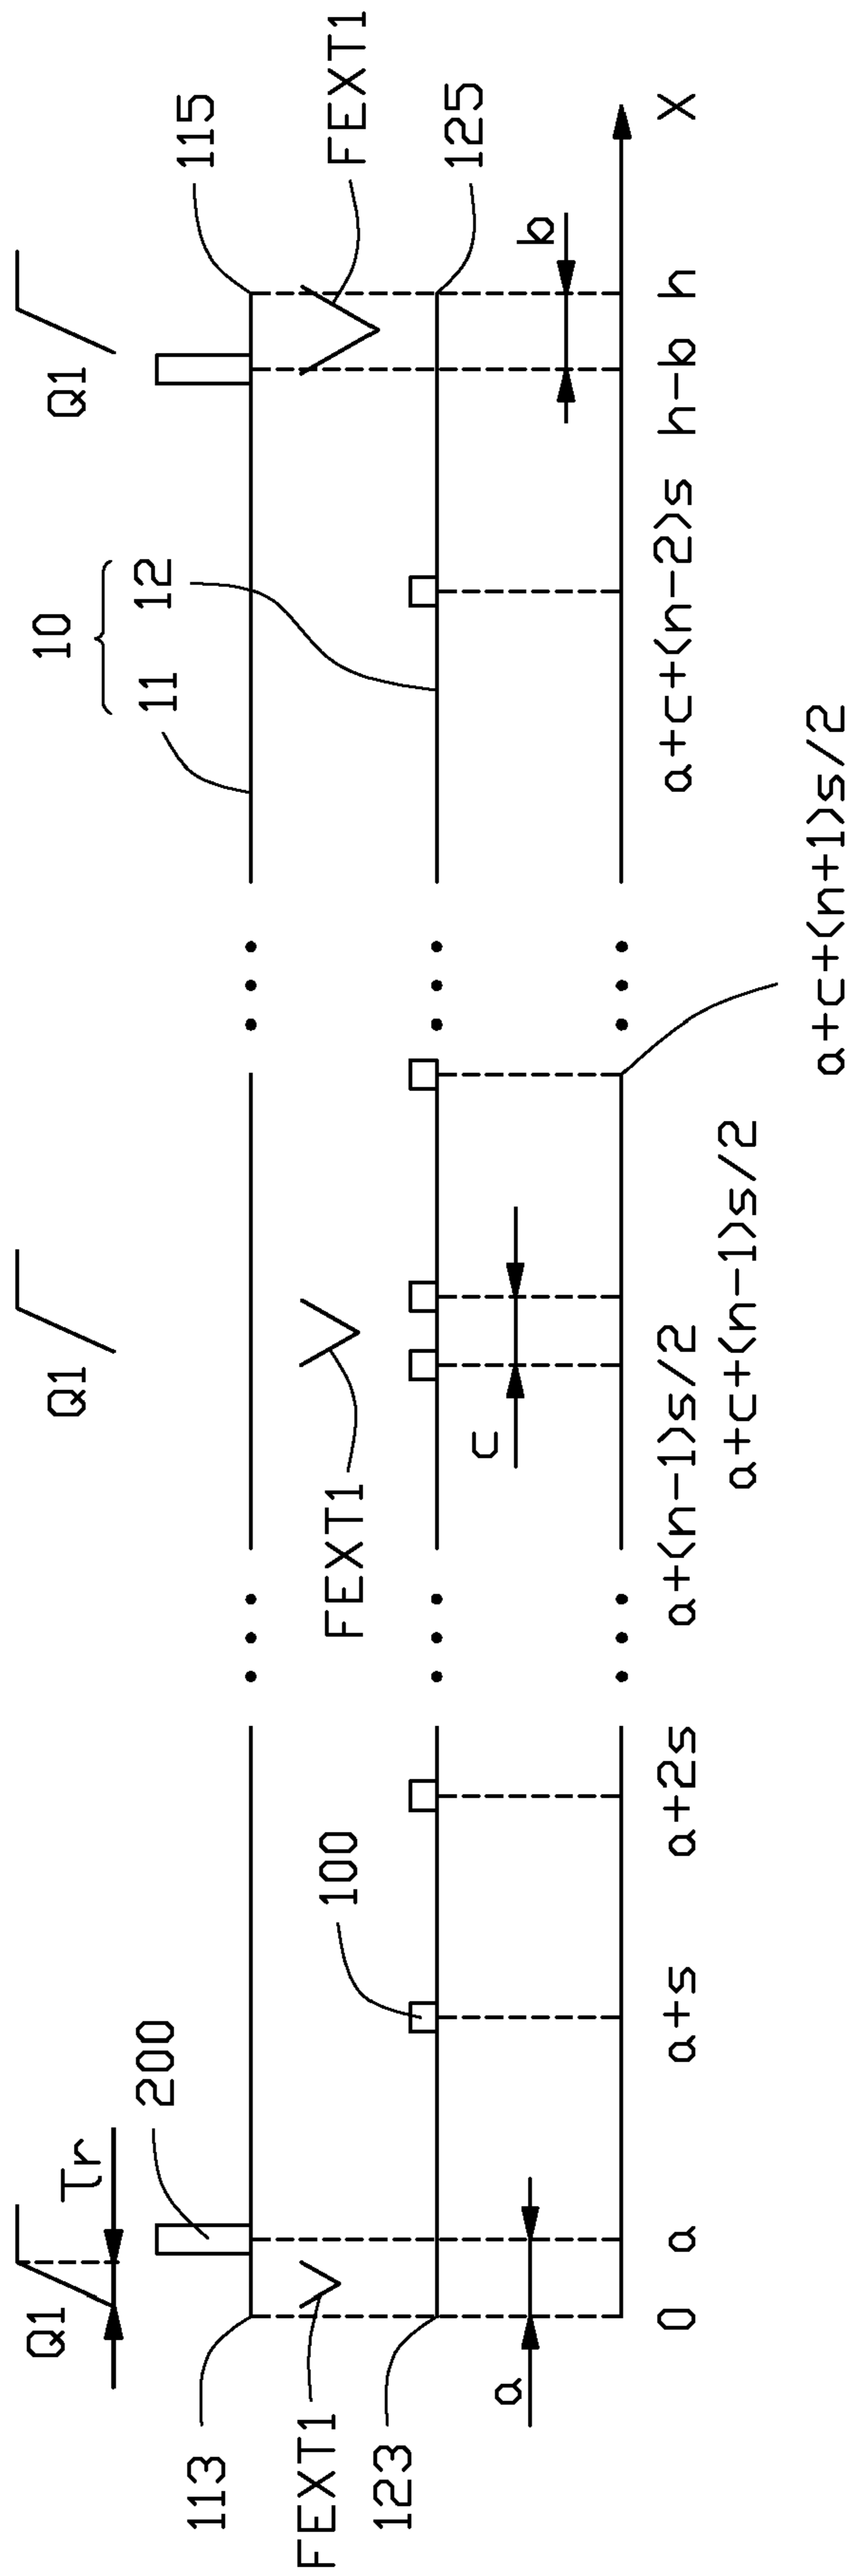 Q1
Tr
200
Q1
10
11 12
Q1
113
115
FEXT1
100
FEXT1
FEXT1
123
125
a
c
b
0 a a+s a+2s a+(n-1)s/2 a+c+(n-2)s h-b h X
a+c+(n-1)s/2
a+c+(n+1)s/2